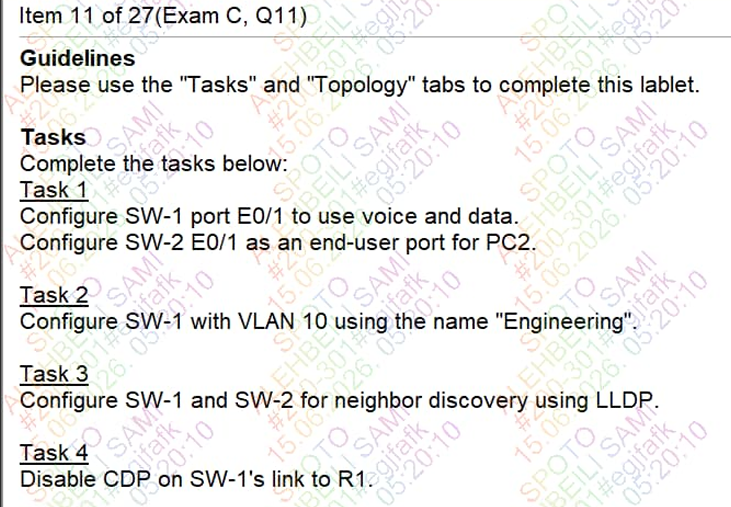 Item 11 of 27(Exam C, Q11)
Guidelines
Please use the "Tasks" and "Topology" tabs to complete this lablet.
Tasks
Complete the tasks below:
Task 1
Configure SW-1 port E0/1 to use voice and data.
Configure SW-2 E0/1 as an end-user port for PC2.
Task 2
Configure SW-1 with VLAN 10 using the name "Engineering".
Task 3
Configure SW-1 and SW-2 for neighbor discovery using LLDP.
Task 4
Disable CDP on SW-1's link to R1.